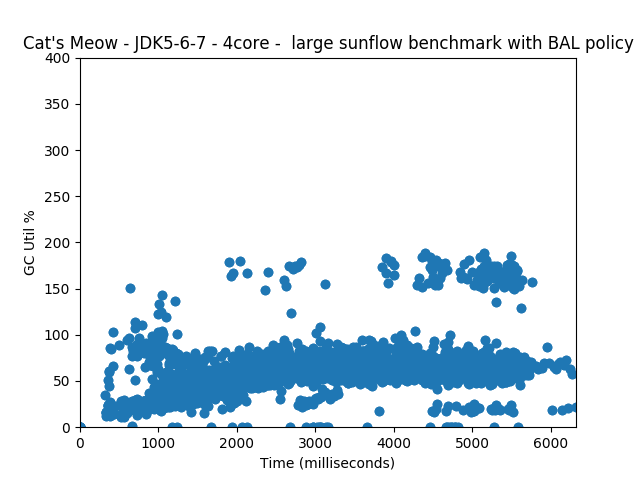 Cat's Meow - JDK5-6-7 - 4core -  large sunflow benchmark with BAL policy
400
350
300
250
200
150
100
50
0
GC Util %
0 1000 2000 3000 4000 5000 6000
Time (milliseconds)